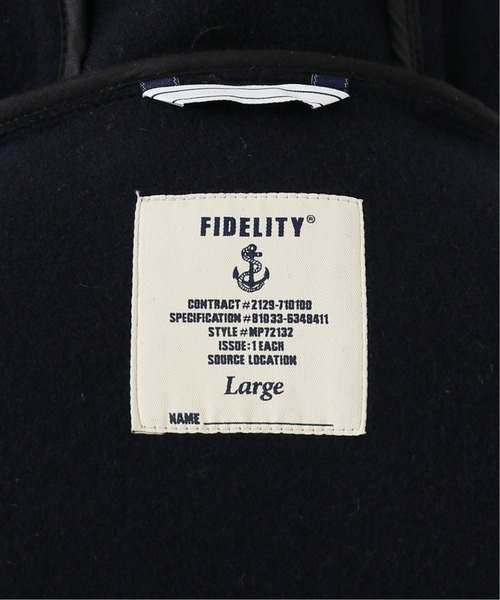 FIDELITY®
CONTRACT#2129-710100
SPECIFICATION#81033-6348411
STYLE#MP72132
ISSUE:1 EACH
SOURCE LOCATION
Large
NAME